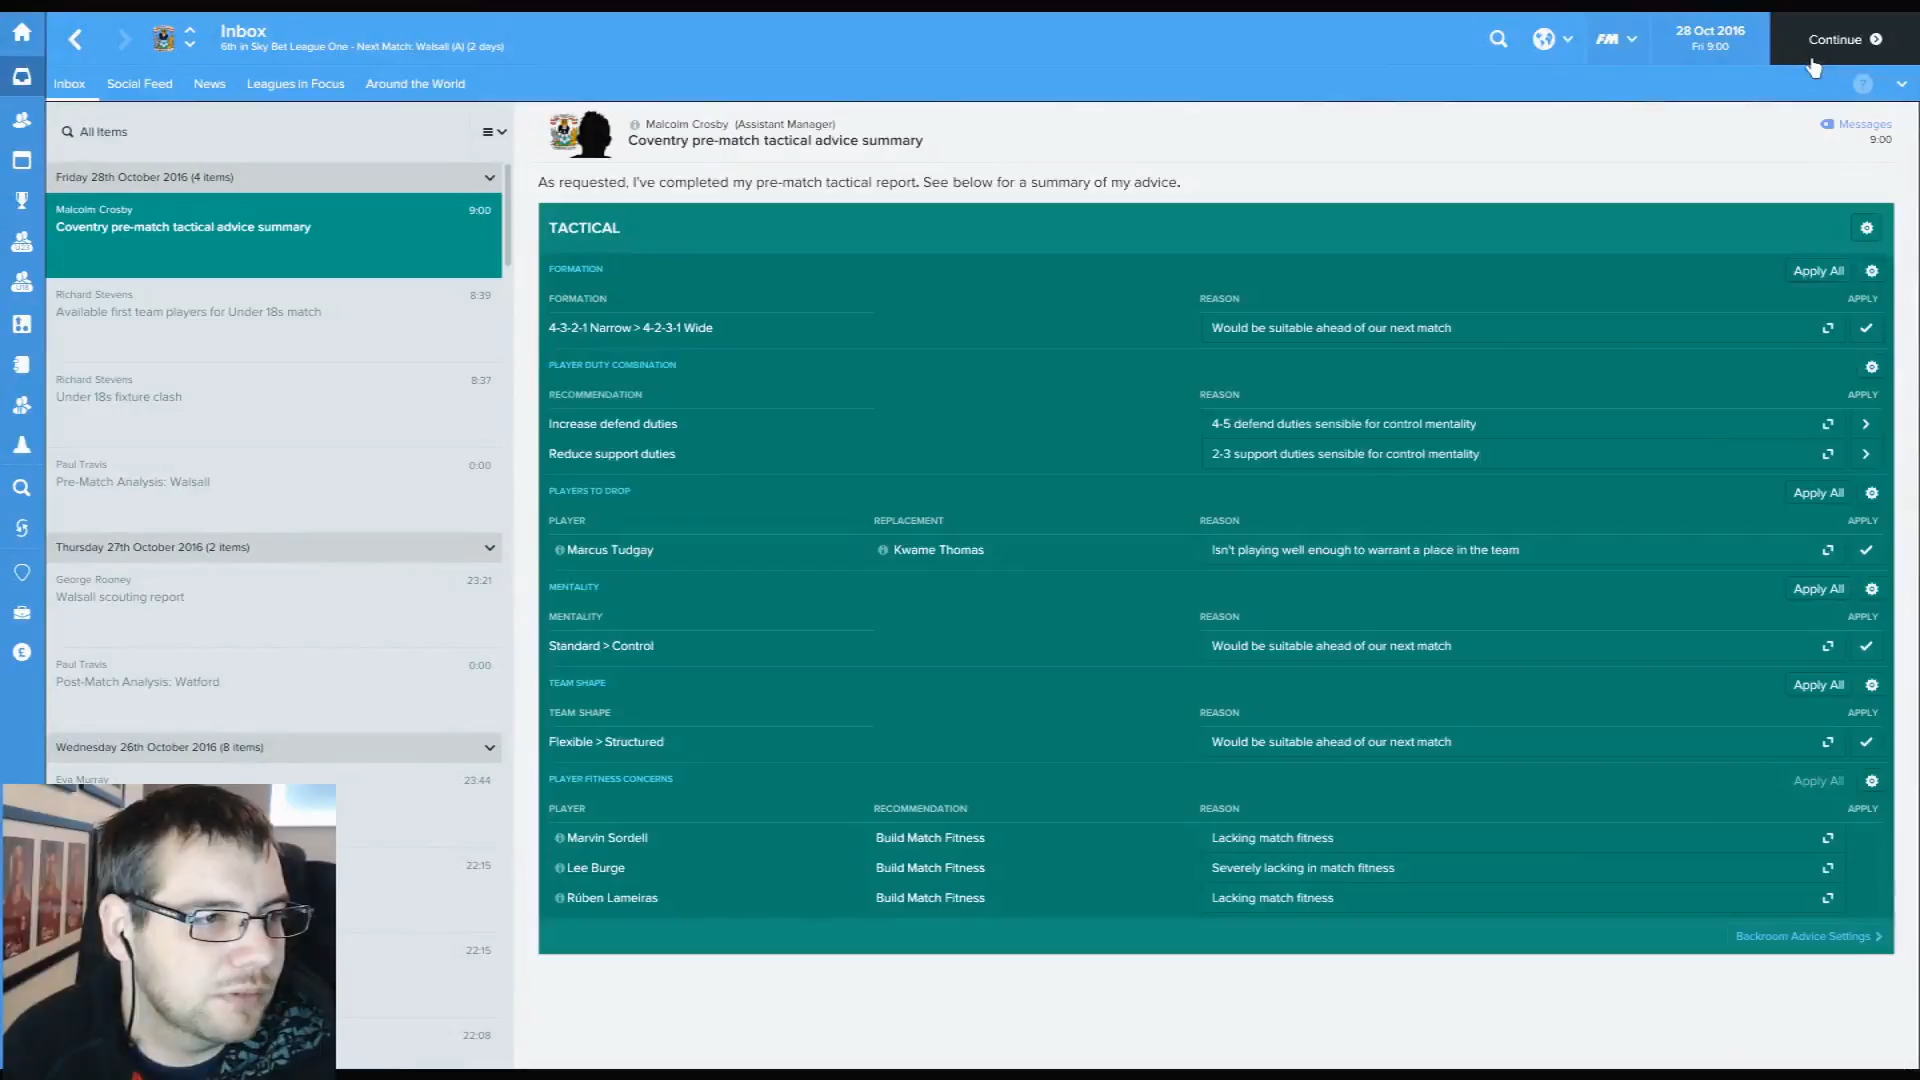 Inbox
6th in Sky Bet League One - Next Match: Walsall (A) (2 days)
FM
28 Oct 2016
Fri 9:00
Continue
Inbox
Social Feed
News
Leagues in Focus
Around the World
?
All Items
Friday 28th October 2016 (4 items)
Malcolm Crosby
9:00
Coventry pre-match tactical advice summary
Richard Stevens
8:39
Available first team players for Under 18s match
Richard Stevens
8:37
Under 18s fixture clash
Paul Travis
0:00
Pre-Match Analysis: Walsall
Thursday 27th October 2016 (2 items)
George Rooney
23:21
Walsall scouting report
Paul Travis
0:00
Post-Match Analysis: Watford
Wednesday 26th October 2016 (8 items)
Eva Murray
23:44
22:15
22:15
22:08
Malcolm Crosby (Assistant Manager)
Coventry pre-match tactical advice summary
Messages
9:00
As requested, I've completed my pre-match tactical report. See below for a summary of my advice.
TACTICAL
FORMATION
Apply All
FORMATION
REASON
APPLY
4-3-2-1 Narrow > 4-2-3-1 Wide
Would be suitable ahead of our next match
PLAYER DUTY COMBINATION
RECOMMENDATION
REASON
APPLY
Increase defend duties
4-5 defend duties sensible for control mentality
Reduce support duties
2-3 support duties sensible for control mentality
PLAYERS TO DROP
Apply All
PLAYER
REPLACEMENT
REASON
APPLY
Marcus Tudgay
Kwame Thomas
Isn't playing well enough to warrant a place in the team
MENTALITY
Apply All
MENTALITY
REASON
APPLY
Standard > Control
Would be suitable ahead of our next match
TEAM SHAPE
Apply All
TEAM SHAPE
REASON
APPLY
Flexible > Structured
Would be suitable ahead of our next match
PLAYER FITNESS CONCERNS
Apply All
PLAYER
RECOMMENDATION
REASON
APPLY
Marvin Sordell
Build Match Fitness
Lacking match fitness
Lee Burge
Build Match Fitness
Severely lacking in match fitness
Rúben Lameiras
Build Match Fitness
Lacking match fitness
Backroom Advice Settings